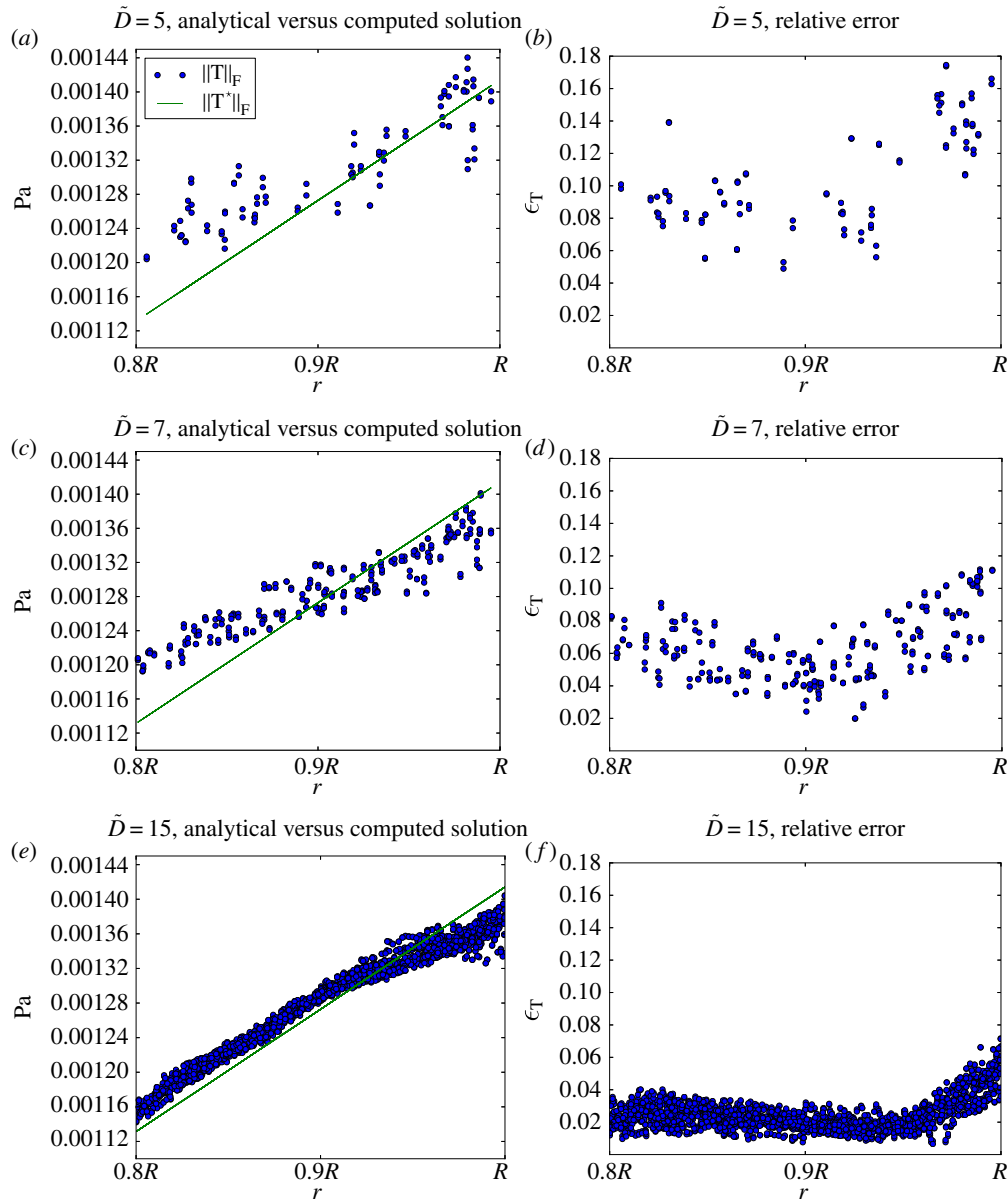 D̃ = 5, analytical versus computed solution
(a)
0.00144
0.00140
0.00136
0.00132
0.00128
0.00124
0.00120
0.00116
0.00112
Pa
||T||F
||T*||F
0.8R
0.9R
R
r
D̃ = 5, relative error
(b)
0.18
0.16
0.14
0.12
0.10
0.08
0.06
0.04
0.02
ϵT
0.8R
0.9R
R
r
D̃ = 7, analytical versus computed solution
(c)
0.00144
0.00140
0.00136
0.00132
0.00128
0.00124
0.00120
0.00116
0.00112
Pa
0.8R
0.9R
R
r
D̃ = 7, relative error
(d)
0.18
0.16
0.14
0.12
0.10
0.08
0.06
0.04
0.02
ϵT
0.8R
0.9R
R
r
D̃ = 15, analytical versus computed solution
(e)
0.00144
0.00140
0.00136
0.00132
0.00128
0.00124
0.00120
0.00116
0.00112
Pa
0.8R
0.9R
R
r
D̃ = 15, relative error
(f)
0.18
0.16
0.14
0.12
0.10
0.08
0.06
0.04
0.02
ϵT
0.8R
0.9R
R
r